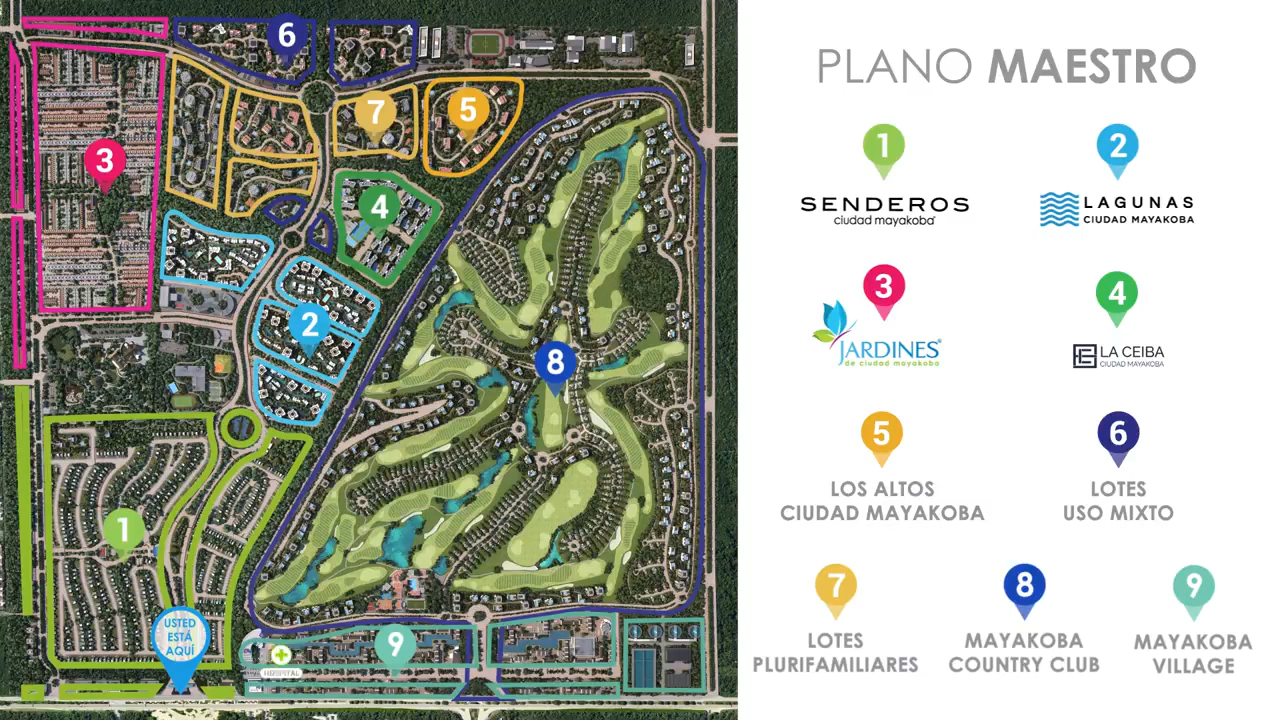 6
7
5
3
4
2
8
1
USTED
ESTÁ
AQUÍ
9
HOSPITAL
PLANO MAESTRO
1
SENDEROS
ciudad mayakoba
2
LAGUNAS
CIUDAD MAYAKOBA
3
JARDINES®
de ciudad mayakoba
4
LA CEIBA
CIUDAD MAYAKOBA
5
LOS ALTOS
CIUDAD MAYAKOBA
6
LOTES
USO MIXTO
7
LOTES
PLURIFAMILIARES
8
MAYAKOBA
COUNTRY CLUB
9
MAYAKOBA
VILLAGE